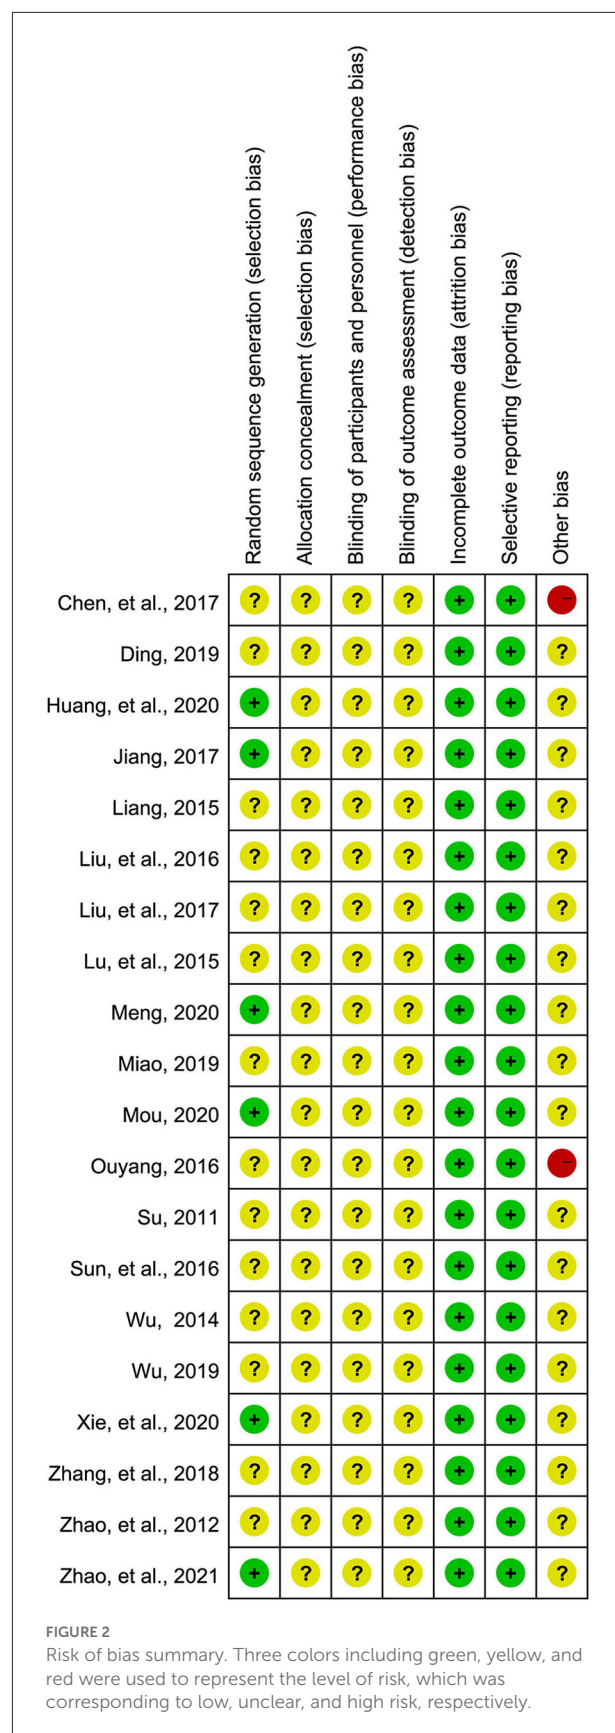 Random sequence generation (selection bias)
Allocation concealment (selection bias)
Blinding of participants and personnel (performance bias)
Blinding of outcome assessment (detection bias)
Incomplete outcome data (attrition bias)
Selective reporting (reporting bias)
Other bias
Chen, et al., 2017 ? ? ? ? + + −
Ding, 2019 ? ? ? ? + + ?
Huang, et al., 2020 + ? ? ? + + ?
Jiang, 2017 + ? ? ? + + ?
Liang, 2015 ? ? ? ? + + ?
Liu, et al., 2016 ? ? ? ? + + ?
Liu, et al., 2017 ? ? ? ? + + ?
Lu, et al., 2015 ? ? ? ? + + ?
Meng, 2020 + ? ? ? + + ?
Miao, 2019 ? ? ? ? + + ?
Mou, 2020 + ? ? ? + + ?
Ouyang, 2016 ? ? ? ? + + −
Su, 2011 ? ? ? ? + + ?
Sun, et al., 2016 ? ? ? ? + + ?
Wu, 2014 ? ? ? ? + + ?
Wu, 2019 ? ? ? ? + + ?
Xie, et al., 2020 + ? ? ? + + ?
Zhang, et al., 2018 ? ? ? ? + + ?
Zhao, et al., 2012 ? ? ? ? + + ?
Zhao, et al., 2021 + ? ? ? + + ?
FIGURE 2
Risk of bias summary. Three colors including green, yellow, and
red were used to represent the level of risk, which was
corresponding to low, unclear, and high risk, respectively.